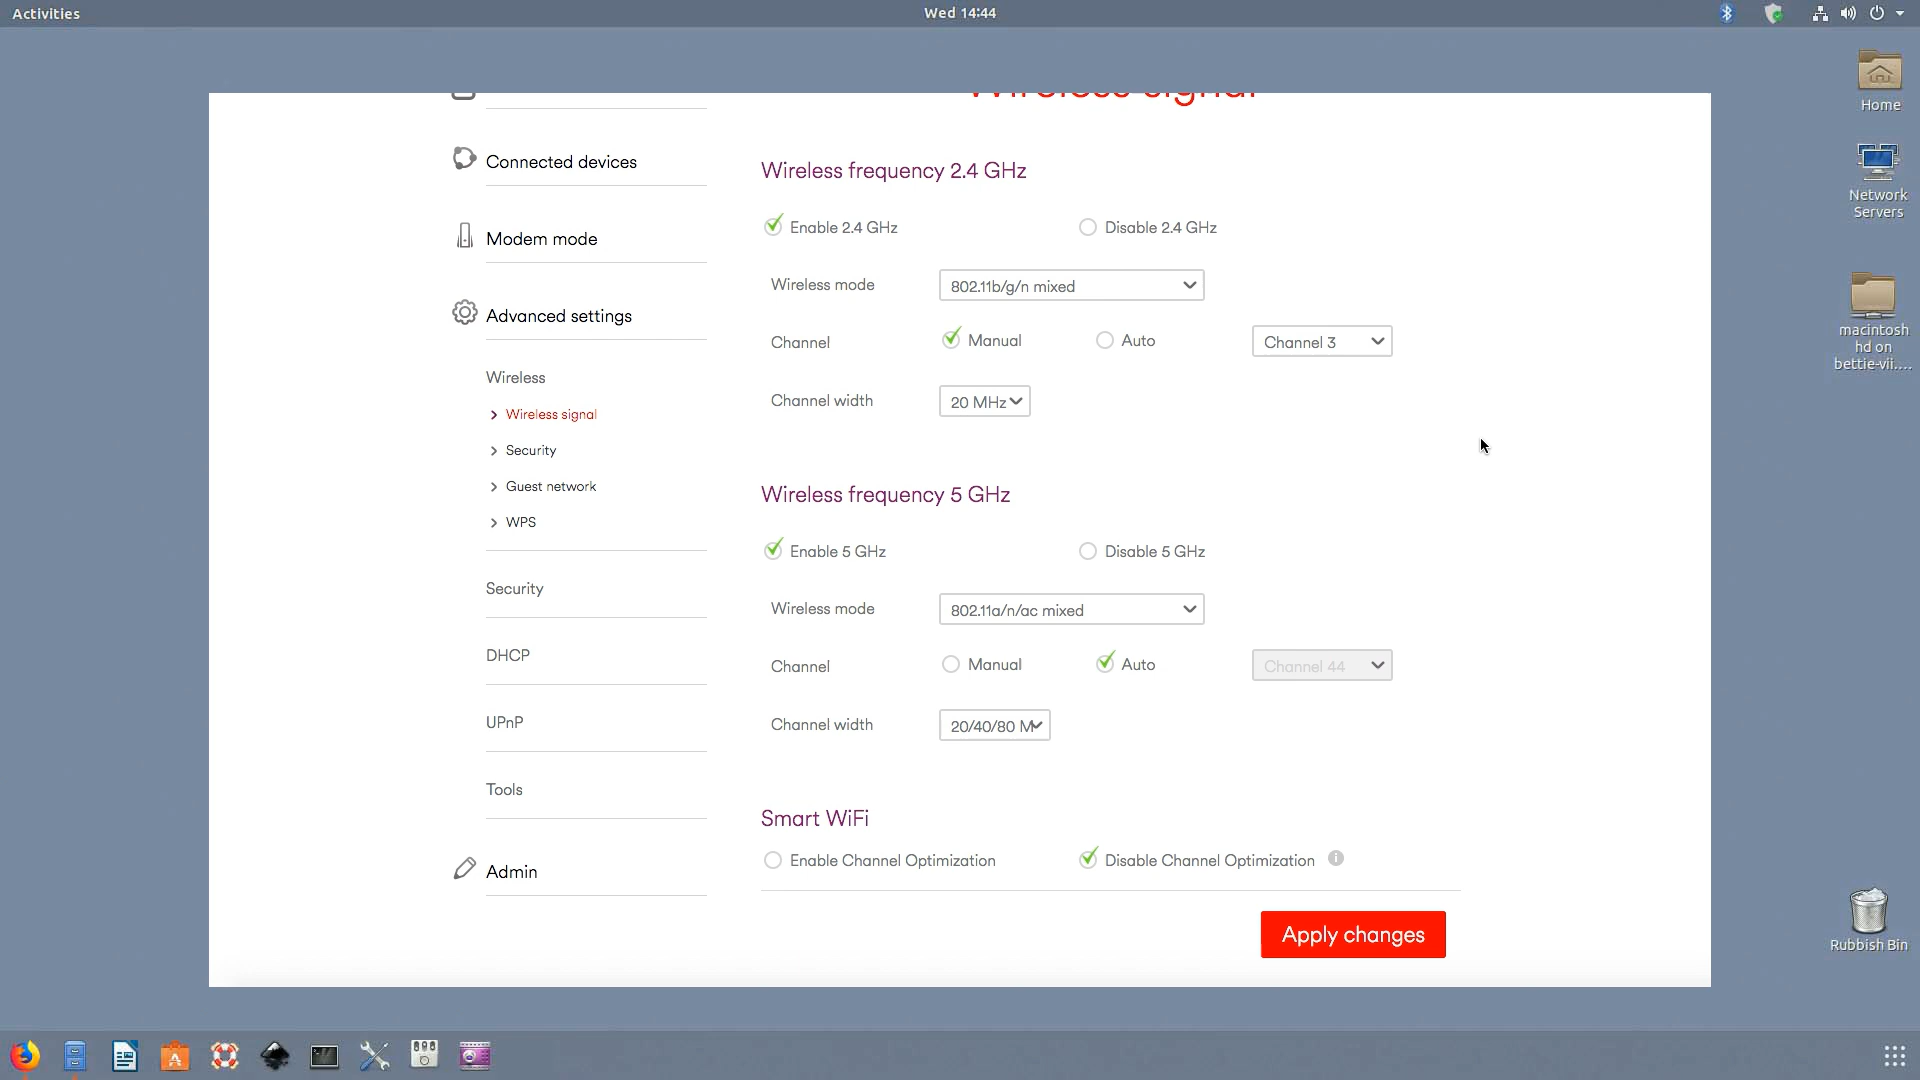 Activities
Wed 14:44
Home
Network
Servers
macintosh
hd on
bettie-vii....
Rubbish Bin
Wireless signal
Connected devices
Modem mode
Advanced settings
Wireless
Wireless signal
Security
Guest network
WPS
Security
DHCP
UPnP
Tools
Admin
Wireless frequency 2.4 GHz
Enable 2.4 GHz
Disable 2.4 GHz
Wireless mode
802.11b/g/n mixed
Channel
Manual
Auto
Channel 3
Channel width
20 MHz
Wireless frequency 5 GHz
Enable 5 GHz
Disable 5 GHz
Wireless mode
802.11a/n/ac mixed
Channel
Manual
Auto
Channel 44
Channel width
20/40/80 M
Smart WiFi
Enable Channel Optimization
Disable Channel Optimization
Apply changes